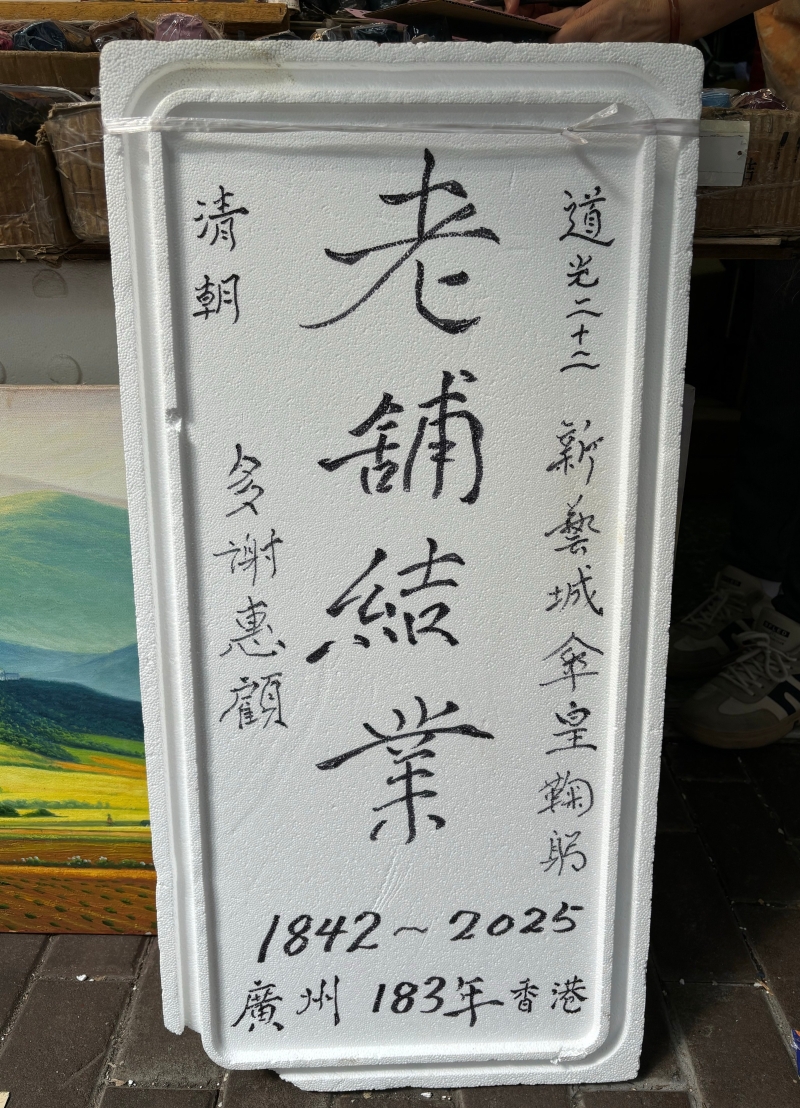 道光二十二 新藝城傘皇鞠躬
老舖結業
清朝 多謝惠顧
1842~2025
廣州 183年香港